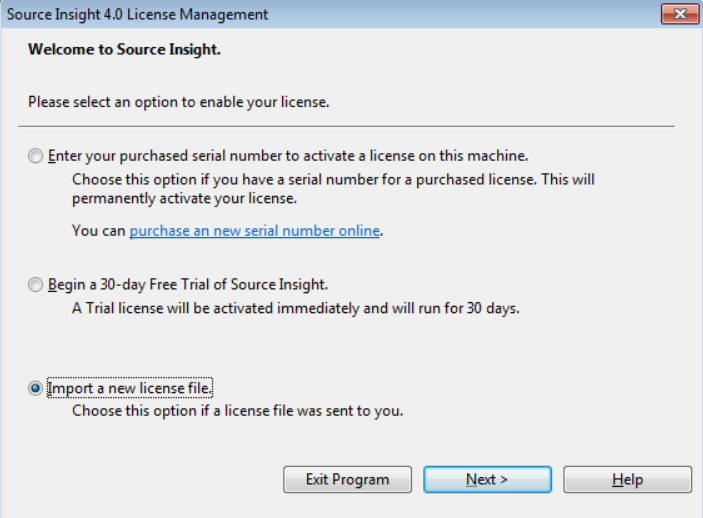 Source Insight 4.0 License Management
Welcome to Source Insight.
Please select an option to enable your license.
Enter your purchased serial number to activate a license on this machine.
Choose this option if you have a serial number for a purchased license. This will
permanently activate your license.
You can purchase an new serial number online.
Begin a 30-day Free Trial of Source Insight.
A Trial license will be activated immediately and will run for 30 days.
Import a new license file.
Choose this option if a license file was sent to you.
Exit Program Next > Help